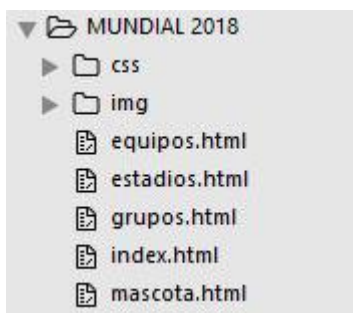 MUNDIAL 2018
css
img
equipos.html
estadios.html
grupos.html
index.html
mascota.html